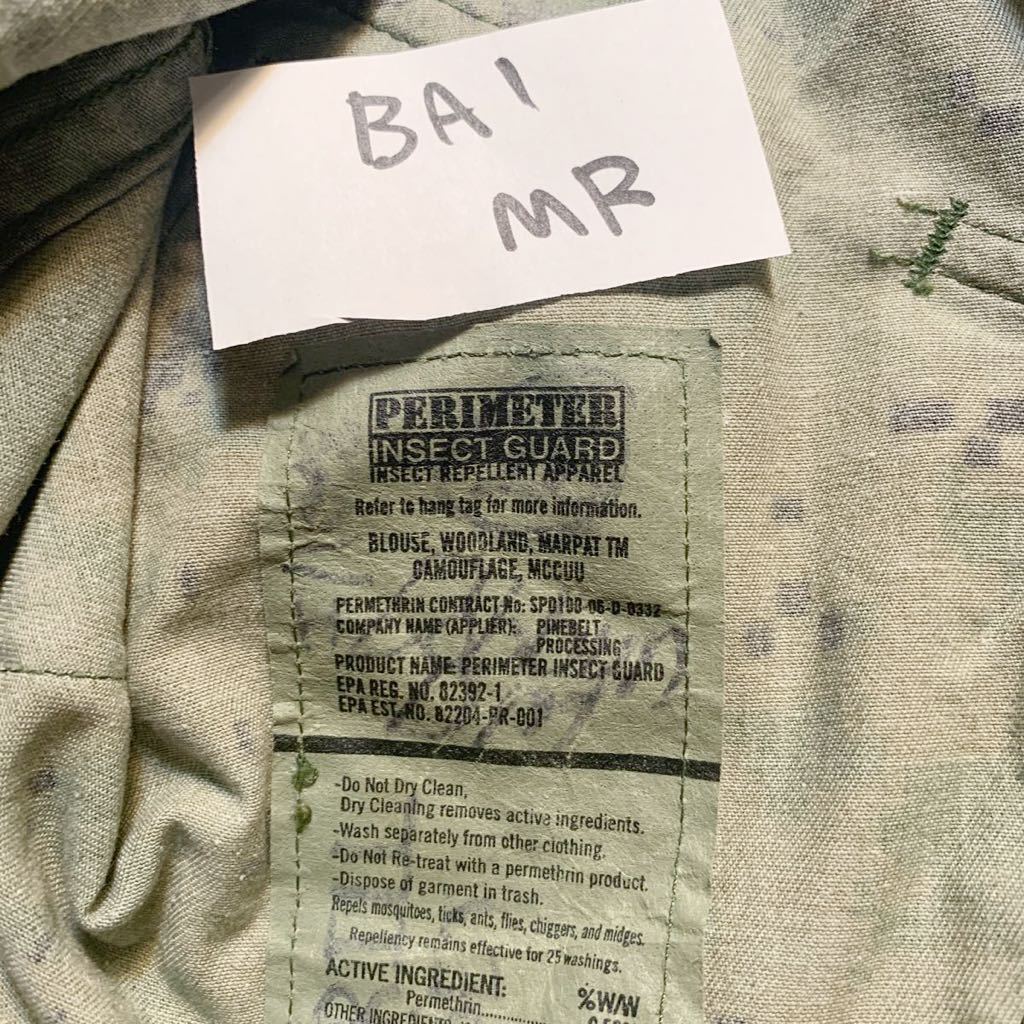 BA1
MR
PERIMETER
INSECT GUARD
INSECT REPELLENT APPAREL
Refer to hang tag for more information.
BLOUSE, WOODLAND, MARPAT TM
CAMOUFLAGE, MCCUU
PERMETHRIN CONTRACT-No: SPO100-06-D-0332
COMPANY NAME (APPLIER): PINEBELT
PROCESSING
PRODUCT NAME: PERIMETER INSECT GUARD
EPA REG. NO. 82392-1
EPA EST. NO. 82204-PR-001
-Do Not Dry Clean,
Dry Cleaning removes active ingredients.
-Wash separately from other clothing.
-Do Not Re-treat with a permethrin product.
-Dispose of garment in trash.
Repels mosquitoes, ticks, ants, flies, chiggers, and midges.
Repellency remains effective for 25 washings.
ACTIVE INGREDIENT: %W/W
Permethrin
OTHER INGREDIENTS